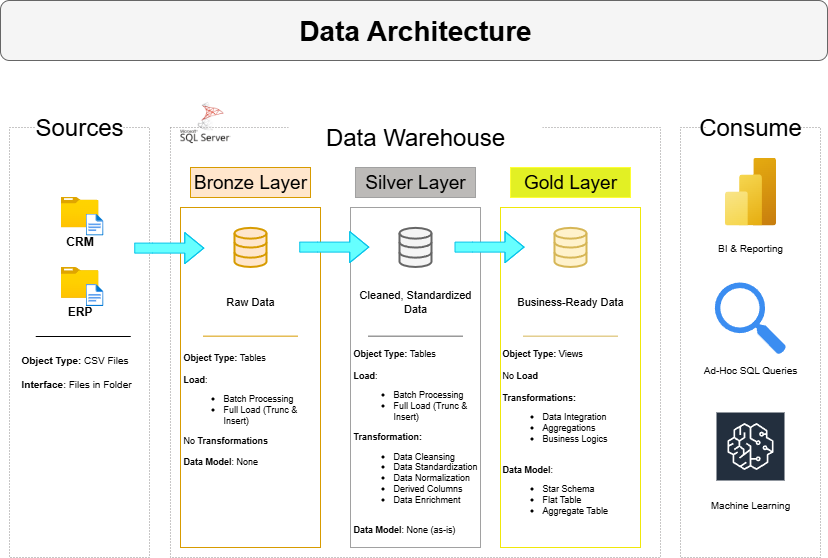 Data Architecture
Sources
CRM
ERP
Object Type: CSV Files
Interface: Files in Folder
Microsoft
SQL Server
Data Warehouse
Bronze Layer
Raw Data
Object Type: Tables
Load:
Batch Processing
Full Load (Trunc &
Insert)
No Transformations
Data Model: None
Silver Layer
Cleaned, Standardized
Data
Object Type: Tables
Load:
Batch Processing
Full Load (Trunc &
Insert)
Transformation:
Data Cleansing
Data Standardization
Data Normalization
Derived Columns
Data Enrichment
Data Model: None (as-is)
Gold Layer
Business-Ready Data
Object Type: Views
No Load
Transformations:
Data Integration
Aggregations
Business Logics
Data Model:
Star Schema
Flat Table
Aggregate Table
Consume
BI & Reporting
Ad-Hoc SQL Queries
Machine Learning